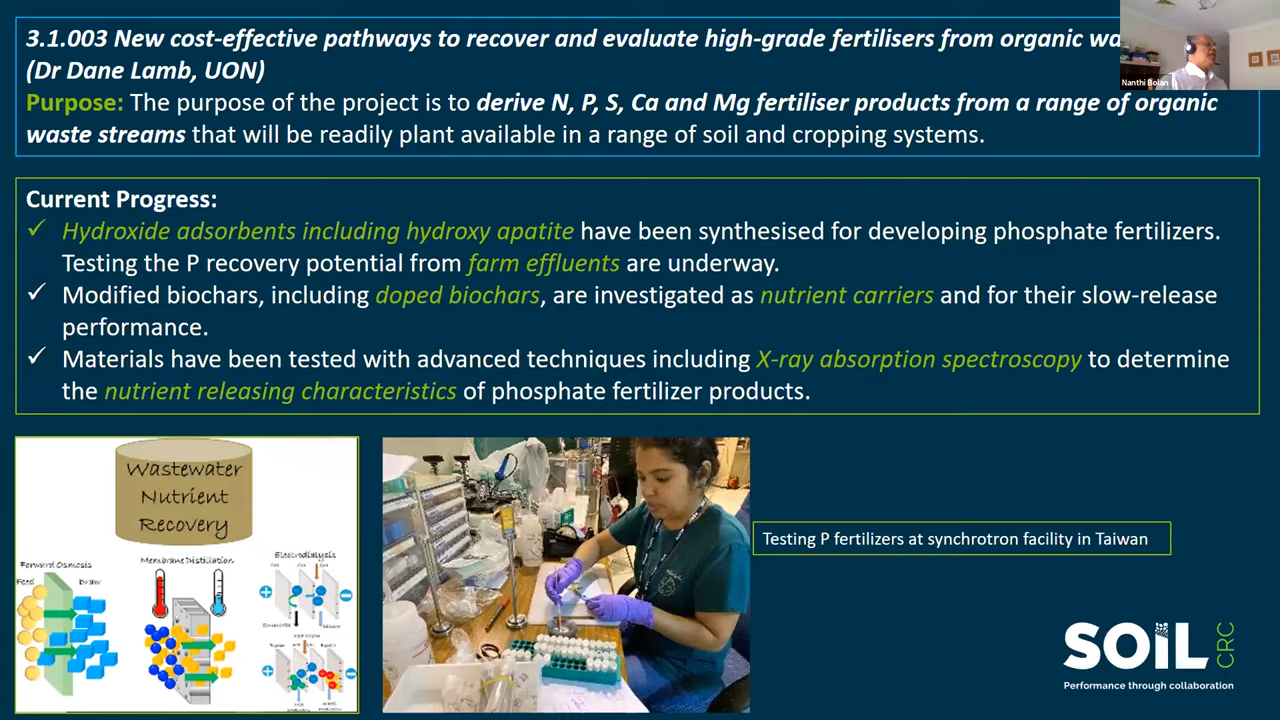 3.1.003 New cost-effective pathways to recover and evaluate high-grade fertilisers from organic
(Dr Dane Lamb, UON)
Nanthi Bolan
Purpose: The purpose of the project is to derive N, P, S, Ca and Mg fertiliser products from a range of organic
waste streams that will be readily plant available in a range of soil and cropping systems.
Current Progress:
✓ Hydroxide adsorbents including hydroxy apatite have been synthesised for developing phosphate fertilizers.
Testing the P recovery potential from farm effluents are underway.
✓ Modified biochars, including doped biochars, are investigated as nutrient carriers and for their slow-release
performance.
✓ Materials have been tested with advanced techniques including X-ray absorption spectroscopy to determine
the nutrient releasing characteristics of phosphate fertilizer products.
Wastewater
Nutrient
Recovery
Forward Osmosis
Feed Draw
Membrane Distillation
Electrodialysis
Testing P fertilizers at synchrotron facility in Taiwan
SOIL CRC
Performance through collaboration